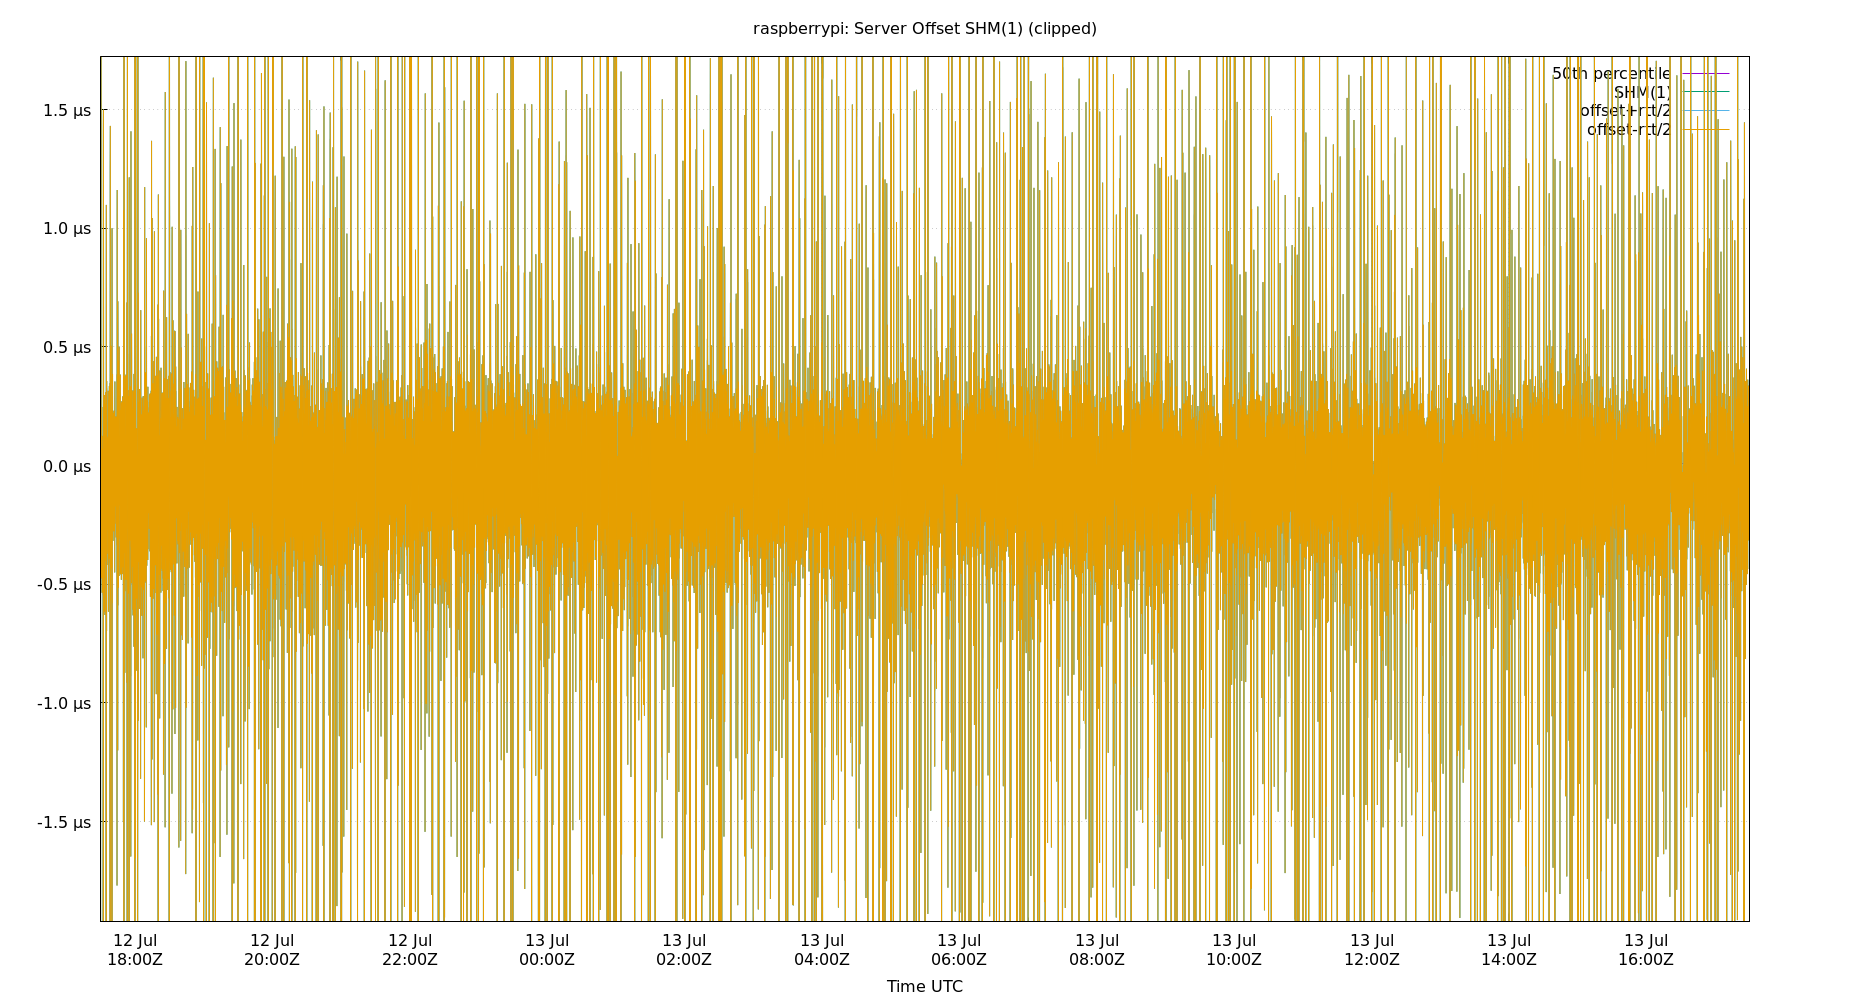 raspberrypi: Server Offset SHM(1) (clipped)
50th percentile
SHM(1)
offset+rtt/2
offset-rtt/2
1.5 µs
1.0 µs
0.5 µs
0.0 µs
-0.5 µs
-1.0 µs
-1.5 µs
12 Jul 12 Jul 12 Jul 13 Jul 13 Jul 13 Jul 13 Jul 13 Jul 13 Jul 13 Jul 13 Jul 13 Jul
18:00Z 20:00Z 22:00Z 00:00Z 02:00Z 04:00Z 06:00Z 08:00Z 10:00Z 12:00Z 14:00Z 16:00Z
Time UTC